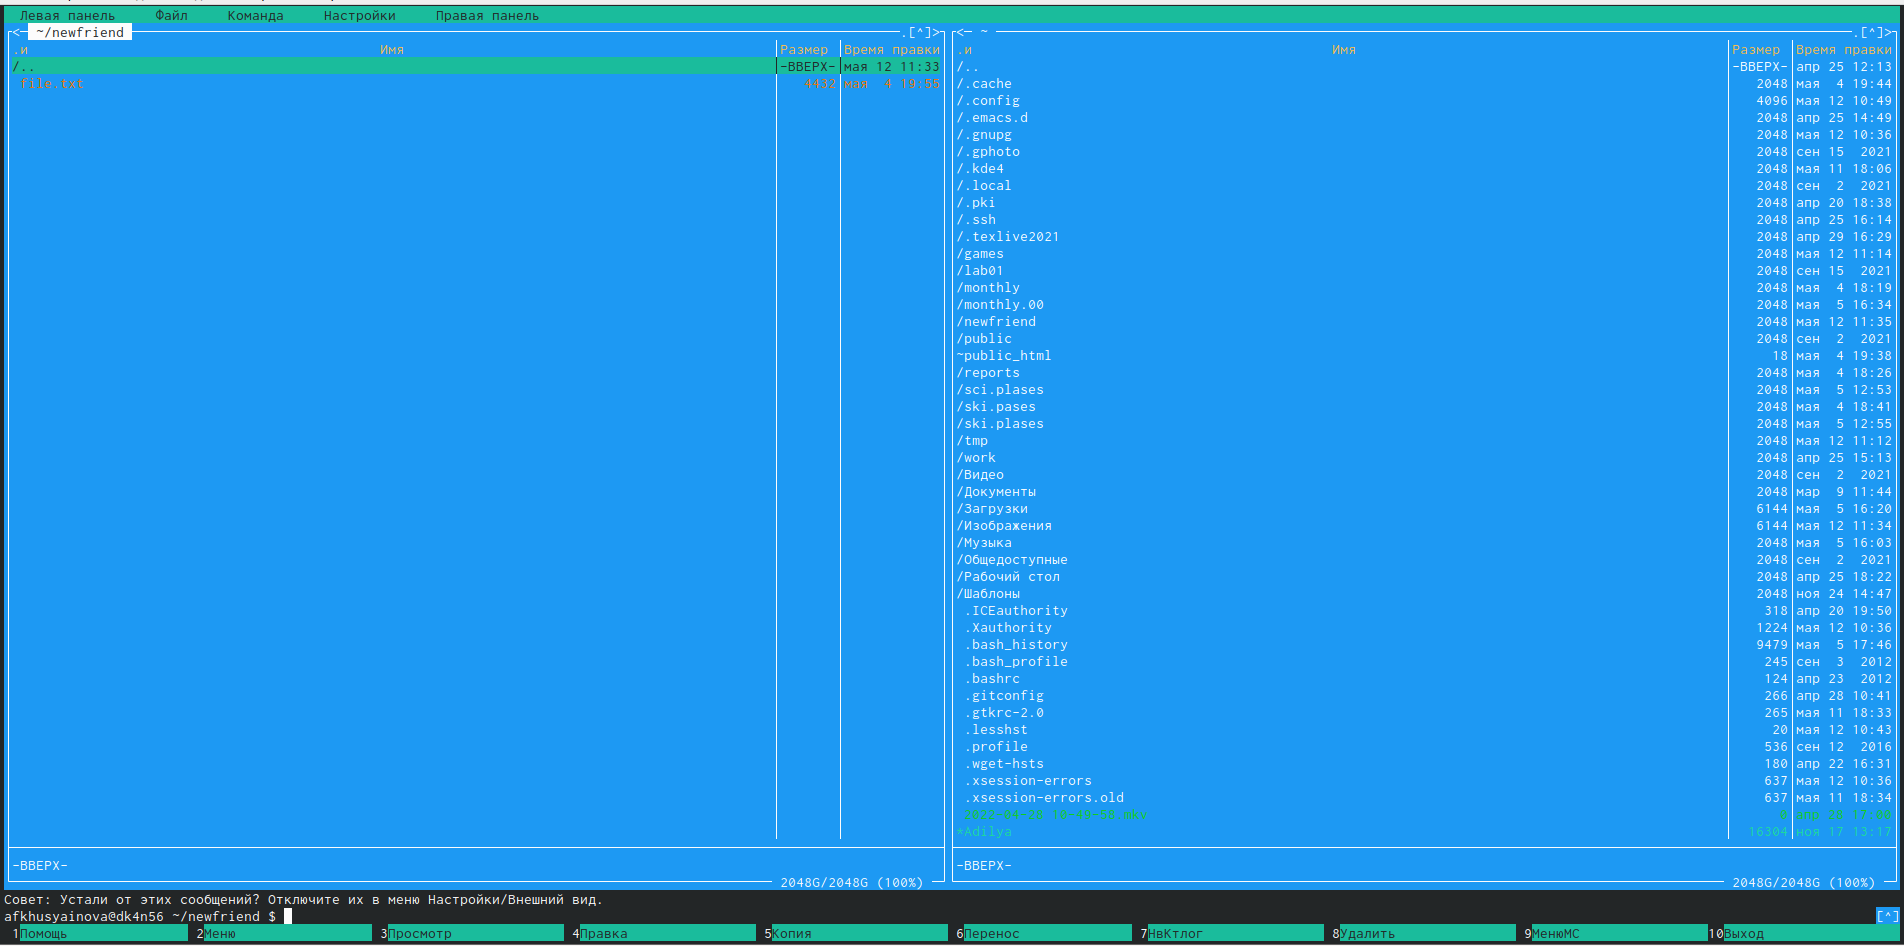 Левая панель Файл Команда Настройки Правая панель
<─ ~/newfriend .[^]>
.и Имя Размер Время правки
/.. -ВВЕРХ- мая 12 11:33
file.txt 4432 мая 4 19:55
-ВВЕРХ-
2048G/2048G (100%)
<─ ~ .[^]>
.и Имя Размер Время правки
/.. -ВВЕРХ- апр 25 12:13
/.cache 2048 мая 4 19:44
/.config 4096 мая 12 10:49
/.emacs.d 2048 апр 25 14:49
/.gnupg 2048 мая 12 10:36
/.gphoto 2048 сен 15 2021
/.kde4 2048 мая 11 18:06
/.local 2048 сен 2 2021
/.pki 2048 апр 20 18:38
/.ssh 2048 апр 25 16:14
/.texlive2021 2048 апр 29 16:29
/games 2048 мая 12 11:14
/lab01 2048 сен 15 2021
/monthly 2048 мая 4 18:19
/monthly.00 2048 мая 5 16:34
/newfriend 2048 мая 12 11:35
/public 2048 сен 2 2021
~public_html 18 мая 4 19:38
/reports 2048 мая 4 18:26
/sci.plases 2048 мая 5 12:53
/ski.pases 2048 мая 4 18:41
/ski.plases 2048 мая 5 12:55
/tmp 2048 мая 12 11:12
/work 2048 апр 25 15:13
/Видео 2048 сен 2 2021
/Документы 2048 мар 9 11:44
/Загрузки 6144 мая 5 16:20
/Изображения 6144 мая 12 11:34
/Музыка 2048 мая 5 16:03
/Общедоступные 2048 сен 2 2021
/Рабочий стол 2048 апр 25 18:22
/Шаблоны 2048 ноя 24 14:47
.ICEauthority 318 апр 20 19:50
.Xauthority 1224 мая 12 10:36
.bash_history 9479 мая 5 17:46
.bash_profile 245 сен 3 2012
.bashrc 124 апр 23 2012
.gitconfig 266 апр 28 10:41
.gtkrc-2.0 265 мая 11 18:33
.lesshst 20 мая 12 10:43
.profile 536 сен 12 2016
.wget-hsts 180 апр 22 16:31
.xsession-errors 637 мая 12 10:36
.xsession-errors.old 637 мая 11 18:34
*Adilya 16304 ноя 17 13:17
-ВВЕРХ-
2048G/2048G (100%)
Совет: Устали от этих сообщений? Отключите их в меню Настройки/Внешний вид.
afkhusyainova@dk4n56 ~/newfriend $ [^]
1Помощь 2Меню 3Просмотр 4Правка 5Копия 6Перенос 7НвКтлог 8Удалить 9МенюMC 10Выход